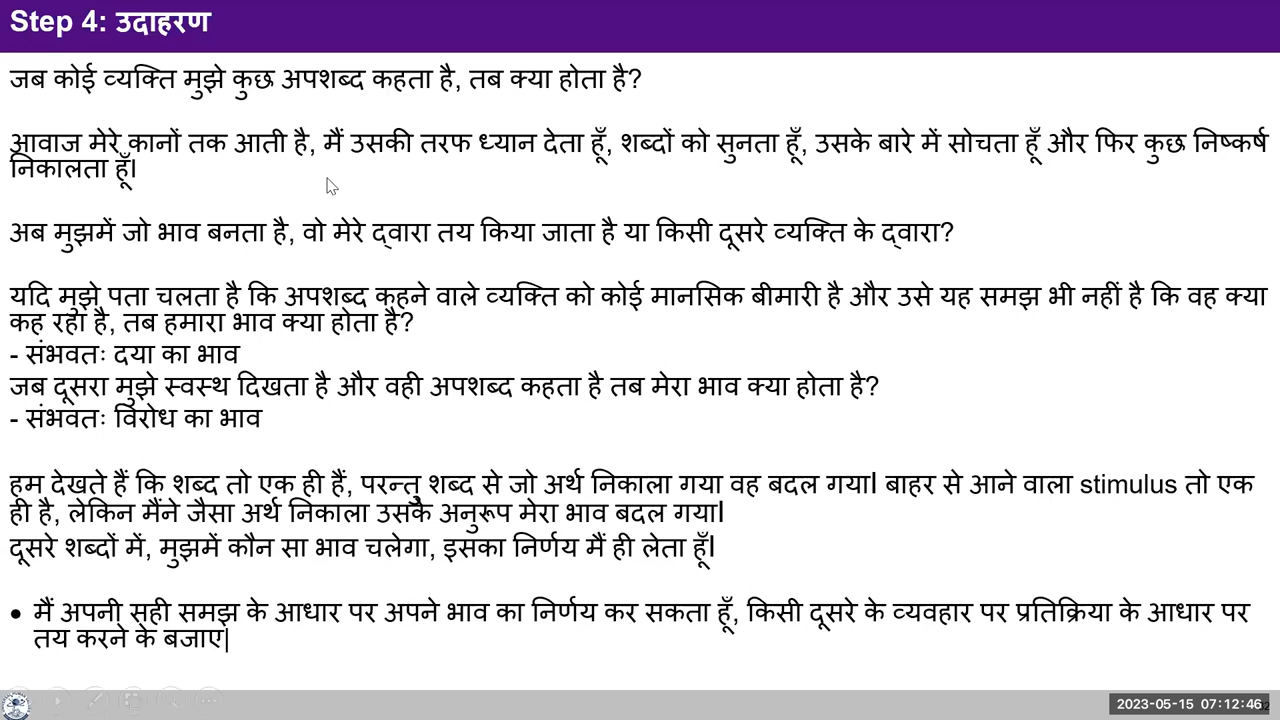 Step 4: उदाहरण
जब कोई व्यक्ति मुझे कुछ अपशब्द कहता है, तब क्या होता है?
आवाज मेरे कानों तक आती है, मैं उसकी तरफ ध्यान देता हूँ, शब्दों को सुनता हूँ, उसके बारे में सोचता हूँ और फिर कुछ निष्कर्ष
निकालता हूँ।
अब मुझमें जो भाव बनता है, वो मेरे द्वारा तय किया जाता है या किसी दूसरे व्यक्ति के द्वारा?
यदि मुझे पता चलता है कि अपशब्द कहने वाले व्यक्ति को कोई मानसिक बीमारी है और उसे यह समझ भी नहीं है कि वह क्या
कह रहा है, तब हमारा भाव क्या होता है?
- संभवतः दया का भाव
जब दूसरा मुझे स्वस्थ दिखता है और वही अपशब्द कहता है तब मेरा भाव क्या होता है?
- संभवतः विरोध का भाव
हम देखते हैं कि शब्द तो एक ही हैं, परन्तु शब्द से जो अर्थ निकाला गया वह बदल गया। बाहर से आने वाला stimulus तो एक
ही है, लेकिन मैंने जैसा अर्थ निकाला उसके अनुरूप मेरा भाव बदल गया।
दूसरे शब्दों में, मुझमें कौन सा भाव चलेगा, इसका निर्णय मैं ही लेता हूँ।
• मैं अपनी सही समझ के आधार पर अपने भाव का निर्णय कर सकता हूँ, किसी दूसरे के व्यवहार पर प्रतिक्रिया के आधार पर
तय करने के बजाए|
2023-05-15 07:12:46